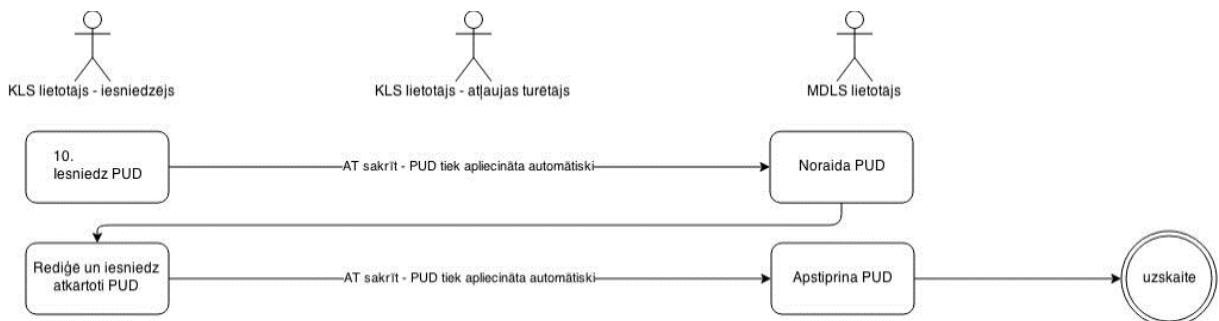 KLS lietotājs - iesniedzējs
KLS lietotājs - atļaujas turētājs
MDLS lietotājs
10.
Iesniedz PUD
AT sakrīt - PUD tiek apliecināta automātiski
Noraida PUD
Rediģē un iesniedz
atkārtoti PUD
AT sakrīt - PUD tiek apliecināta automātiski
Apstiprina PUD
uzskaite